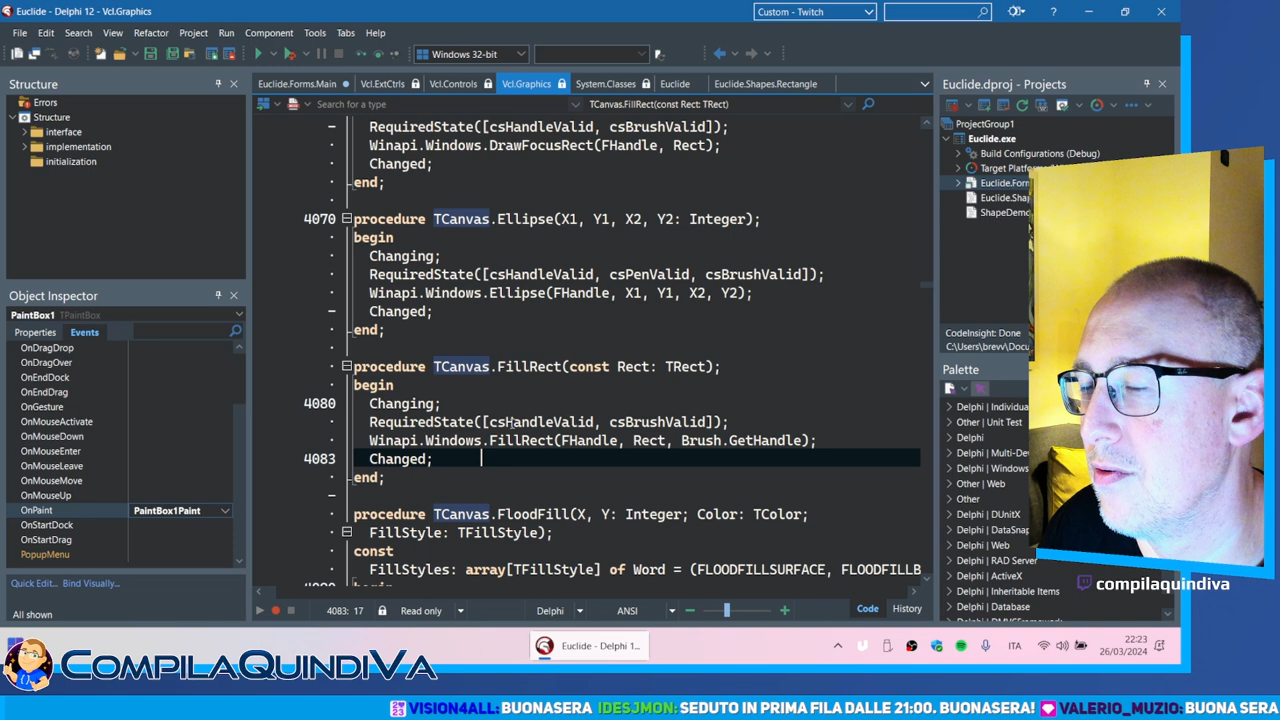 Euclide - Delphi 12 - Vcl.Graphics
Custom - Twitch
File Edit Search View Refactor Project Run Component Tools Tabs Help
Windows 32-bit
Structure
Errors
Structure
interface
implementation
initialization
Object Inspector
PaintBox1 TPaintBox
Properties Events
OnDragDrop
OnDragOver
OnEndDock
OnEndDrag
OnGesture
OnMouseActivate
OnMouseDown
OnMouseEnter
OnMouseLeave
OnMouseMove
OnMouseUp
OnPaint PaintBox1Paint
OnStartDock
OnStartDrag
PopupMenu
Quick Edit... Bind Visually...
All shown
Euclide.Forms.Main Vcl.ExtCtrls Vcl.Controls Vcl.Graphics System.Classes Euclide Euclide.Shapes.Rectangle
Search for a type TCanvas.FillRect(const Rect: TRect)
RequiredState([csHandleValid, csBrushValid]);
Winapi.Windows.DrawFocusRect(FHandle, Rect);
Changed;
end;
4070 procedure TCanvas.Ellipse(X1, Y1, X2, Y2: Integer);
begin
Changing;
RequiredState([csHandleValid, csPenValid, csBrushValid]);
Winapi.Windows.Ellipse(FHandle, X1, Y1, X2, Y2);
Changed;
end;
procedure TCanvas.FillRect(const Rect: TRect);
begin
4080 Changing;
RequiredState([csHandleValid, csBrushValid]);
Winapi.Windows.FillRect(FHandle, Rect, Brush.GetHandle);
4083 Changed;
end;
procedure TCanvas.FloodFill(X, Y: Integer; Color: TColor;
FillStyle: TFillStyle);
const
FillStyles: array[TFillStyle] of Word = (FLOODFILLSURFACE, FLOODFILLB
4083: 17 Read only Delphi ANSI Code History
Euclide.dproj - Projects
ProjectGroup1
Euclide.exe
Build Configurations (Debug)
Target Platforms
Euclide.Form
Euclide.Sha
ShapeDemo
CodeInsight: Done
C:\Users\brevv\Docu
Palette
Delphi | Individua
Other | Unit Test
Delphi
Delphi | Multi-De
Delphi | Windows
Other | Web
Other
Delphi | DUnitX
Delphi | DataSnap
Delphi | Web
Delphi | RAD Server
Delphi | ActiveX
Delphi | Inheritable Items
Delphi | Database
compilaquindiva
Euclide - Delphi 1...
ITA
22:23
26/03/2024
COMPILAQUINDIVA
VISION4ALL: BUONASERA IDESJMON: SEDUTO IN PRIMA FILA DALLE 21:00. BUONASERA! VALERIO_MUZIO: BUONA SERA